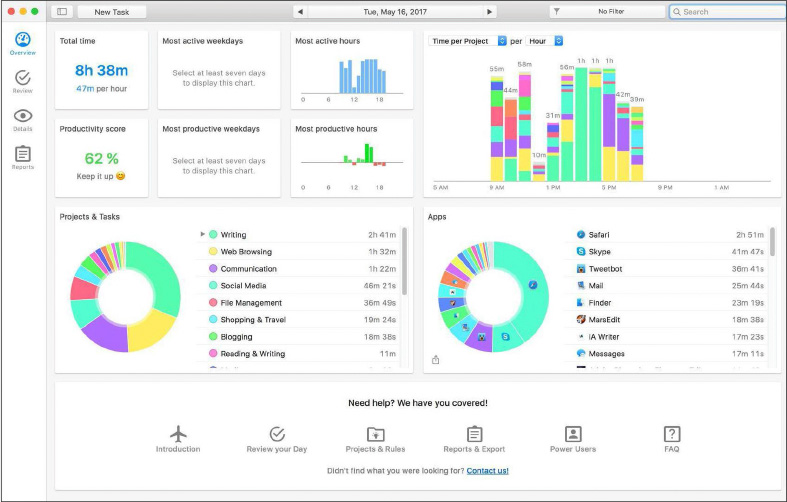 New Task
Tue, May 16, 2017
No Filter
Search
Overview
Review
Details
Reports
Total time
8h 38m
47m per hour
Most active weekdays
Select at least seven days
to display this chart.
Most active hours
0 6 12 18
Productivity score
62 %
Keep it up
Most productive weekdays
Select at least seven days
to display this chart.
Most productive hours
0 6 12 18
Time per Project per Hour
55m 44m 58m 10m 31m 56m 1h 1h 1h 42m 39m
5 AM 9 AM 1 PM 5 PM 9 PM 1 AM
Projects & Tasks
Writing 2h 41m
Web Browsing 1h 32m
Communication 1h 22m
Social Media 46m 21s
File Management 36m 49s
Shopping & Travel 19m 24s
Blogging 18m 38s
Reading & Writing 11m
Apps
Safari 2h 51m
Skype 41m 47s
Tweetbot 36m 41s
Mail 25m 44s
Finder 23m 19s
MarsEdit 18m 38s
iA Writer 17m 23s
Messages 17m 11s
Need help? We have you covered!
Introduction
Review your Day
Projects & Rules
Reports & Export
Power Users
FAQ
Didn't find what you were looking for? Contact us!